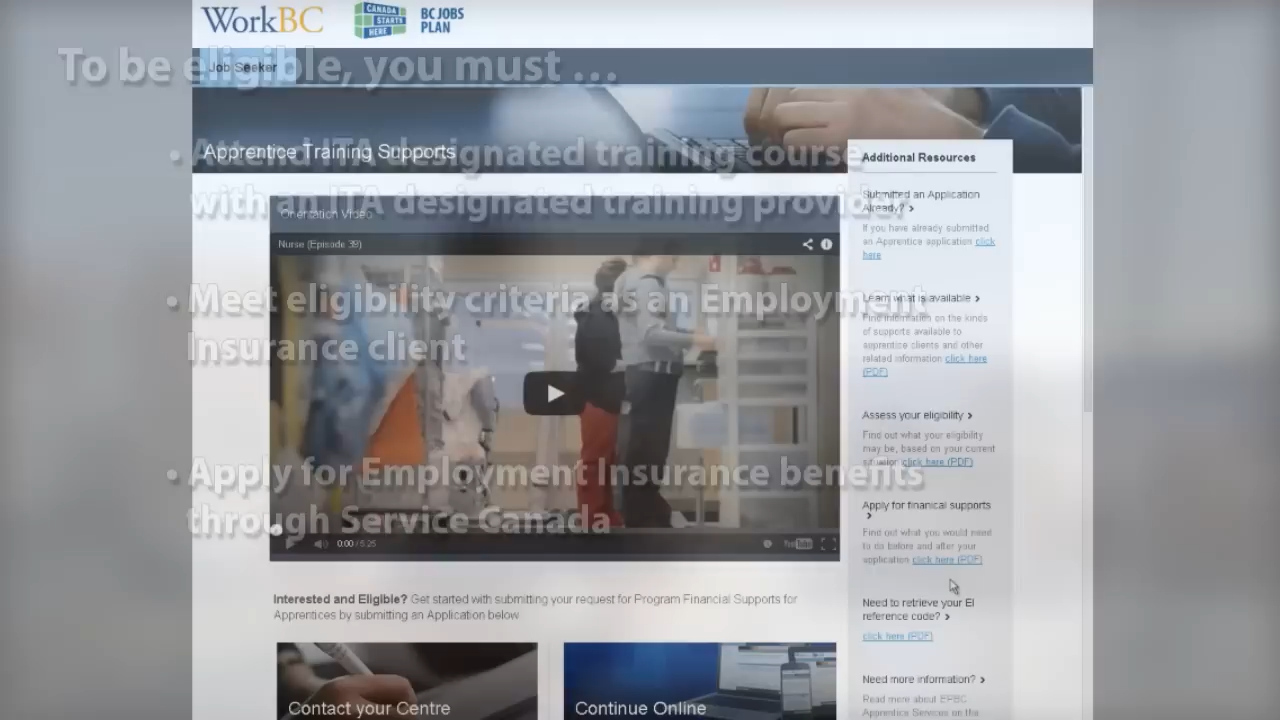 WorkBC
CANADA STARTS HERE
BC JOBS PLAN
To be eligible, you must ...
Job Seeker
Apprentice Training Supports
• Attend ITA designated training course
with an ITA designated training provider
• Meet eligibility criteria as an Employment
Insurance client
• Apply for Employment Insurance benefits
through Service Canada
Orientation Video
Nurse (Episode 39)
0:00 / 5:25
YouTube
Interested and Eligible? Get started with submitting your request for Program Financial Supports for
Apprentices by submitting an Application below
Contact your Centre
Continue Online
Additional Resources
Submitted an Application
Already? >
If you have already submitted
an Apprentice application click
here
Learn what is available >
Find information on the kinds
of supports available to
apprentice clients and other
related information click here
(PDF)
Assess your eligibility >
Find out what your eligibility
may be, based on your current
situation click here (PDF)
Apply for finanical supports
>
Find out what you would need
to do before and after your
application click here (PDF)
Need to retrieve your EI
reference code? >
click here (PDF)
Need more information? >
Read more about EPBC
Apprentice Services on the